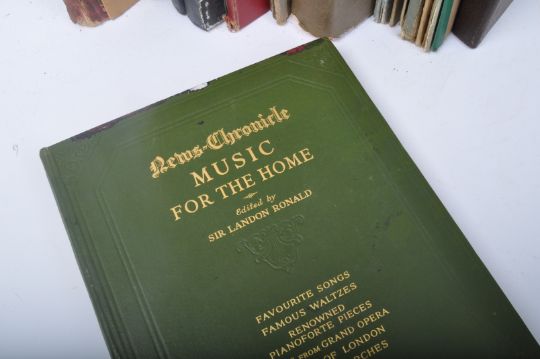 News-Chronicle
MUSIC
FOR THE HOME
Edited by
SIR LANDON RONALD
FAVOURITE SONGS
FAMOUS WALTZES
RENOWNED
PIANOFORTE PIECES
FROM GRAND OPERA
OF LONDON